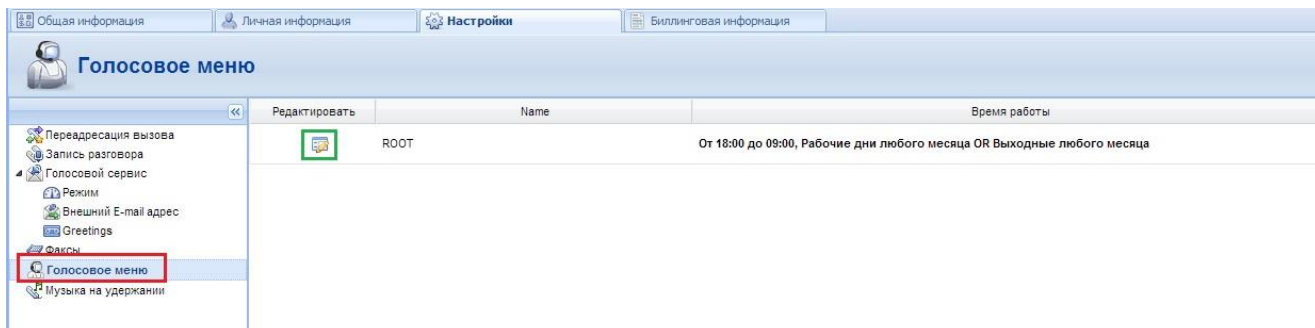 Общая информация
Личная информация
Настройки
Биллинговая информация
Голосовое меню
Редактировать
Name
Время работы
ROOT
От 18:00 до 09:00, Рабочие дни любого месяца OR Выходные любого месяца
Переадресация вызова
Запись разговора
Голосовой сервис
Режим
Внешний E-mail адрес
Greetings
Факсы
Голосовое меню
Музыка на удержании